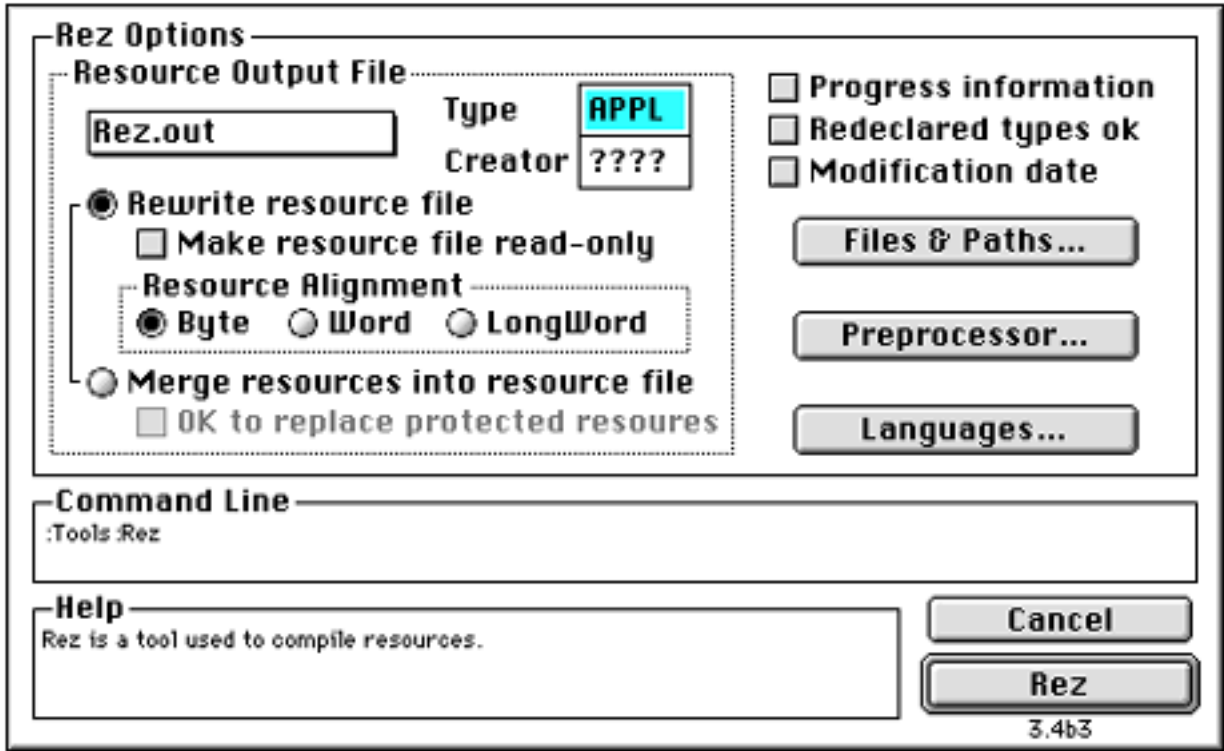 Rez Options
Resource Output File
Rez.out
Type
APPL
Creator
????
Rewrite resource file
Make resource file read-only
Resource Alignment
Byte
Word
LongWord
Merge resources into resource file
OK to replace protected resoures
Progress information
Redeclared types ok
Modification date
Files & Paths...
Preprocessor...
Languages...
Command Line
:Tools:Rez
Help
Rez is a tool used to compile resources.
Cancel
Rez
3.4b3